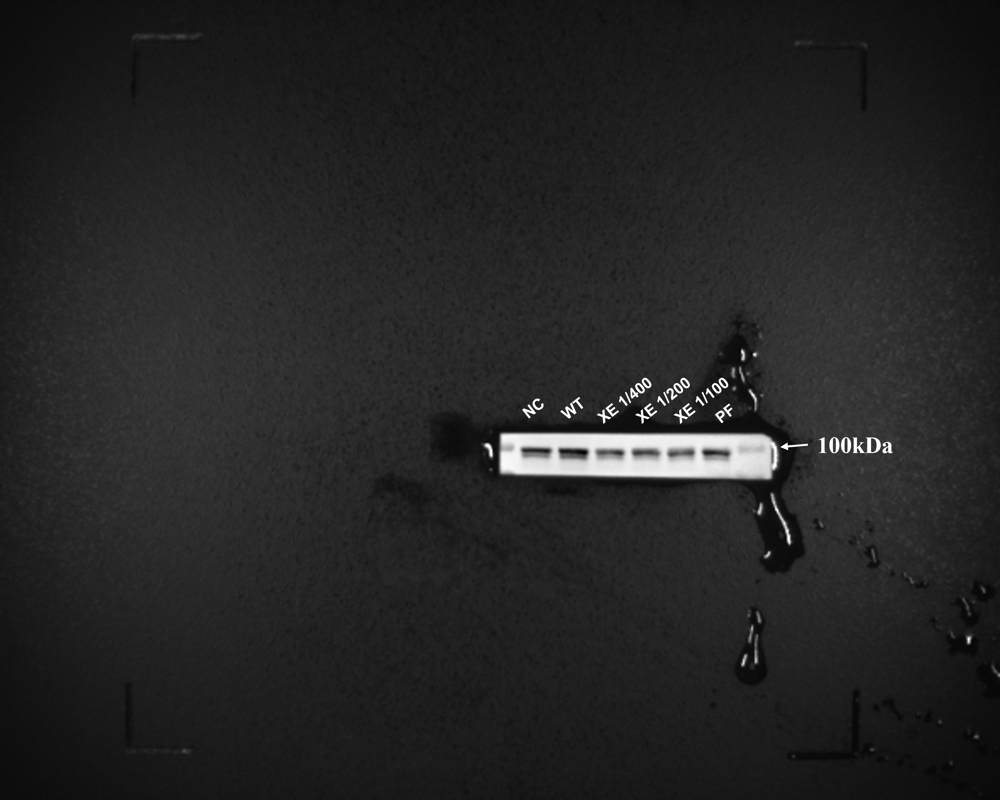 NC
WT
XE 1/400
XE 1/200
XE 1/100
PF
100kDa